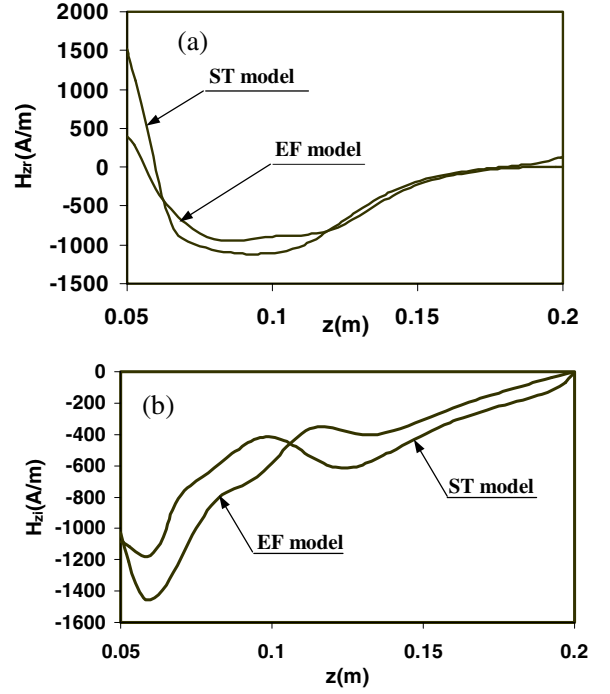 2000
(a)
1500
ST model
1000
500
EF model
0
-500
-1000
-1500
Hzr(A/m)
0.05 0.1 0.15 0.2
z(m)
0
(b)
-200
-400
-600
ST model
-800
-1000
EF model
-1200
-1400
-1600
Hzi(A/m)
0.05 0.1 0.15 0.2
z(m)